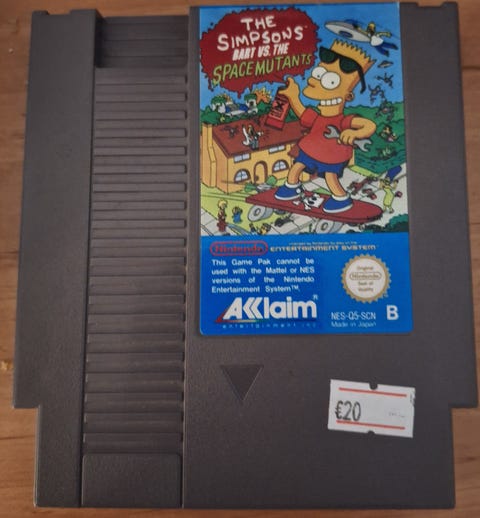 THE
SIMPSONS
BART VS. THE
SPACE MUTANTS
Nintendo
ENTERTAINMENT SYSTEM™
This Game Pak cannot be
used with the Mattel or NES
versions of the Nintendo
Entertainment System™.
AKKlaim®
entertainment inc.
Original
Nintendo
Seal of
Quality
NES-Q5-SCN B
Made in Japan
€20